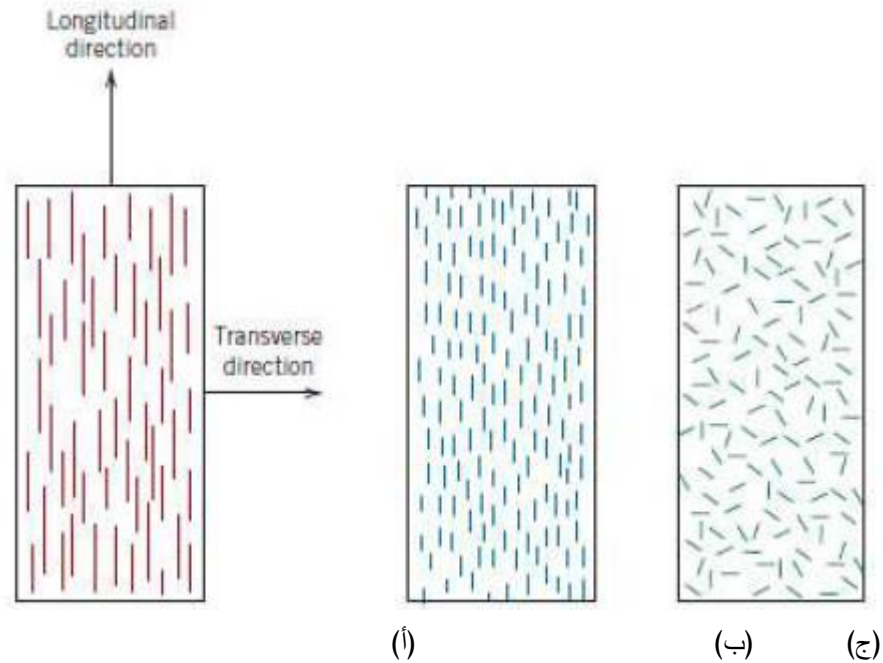 Longitudinal
direction
Transverse
direction
(أ) (ب) (ج)